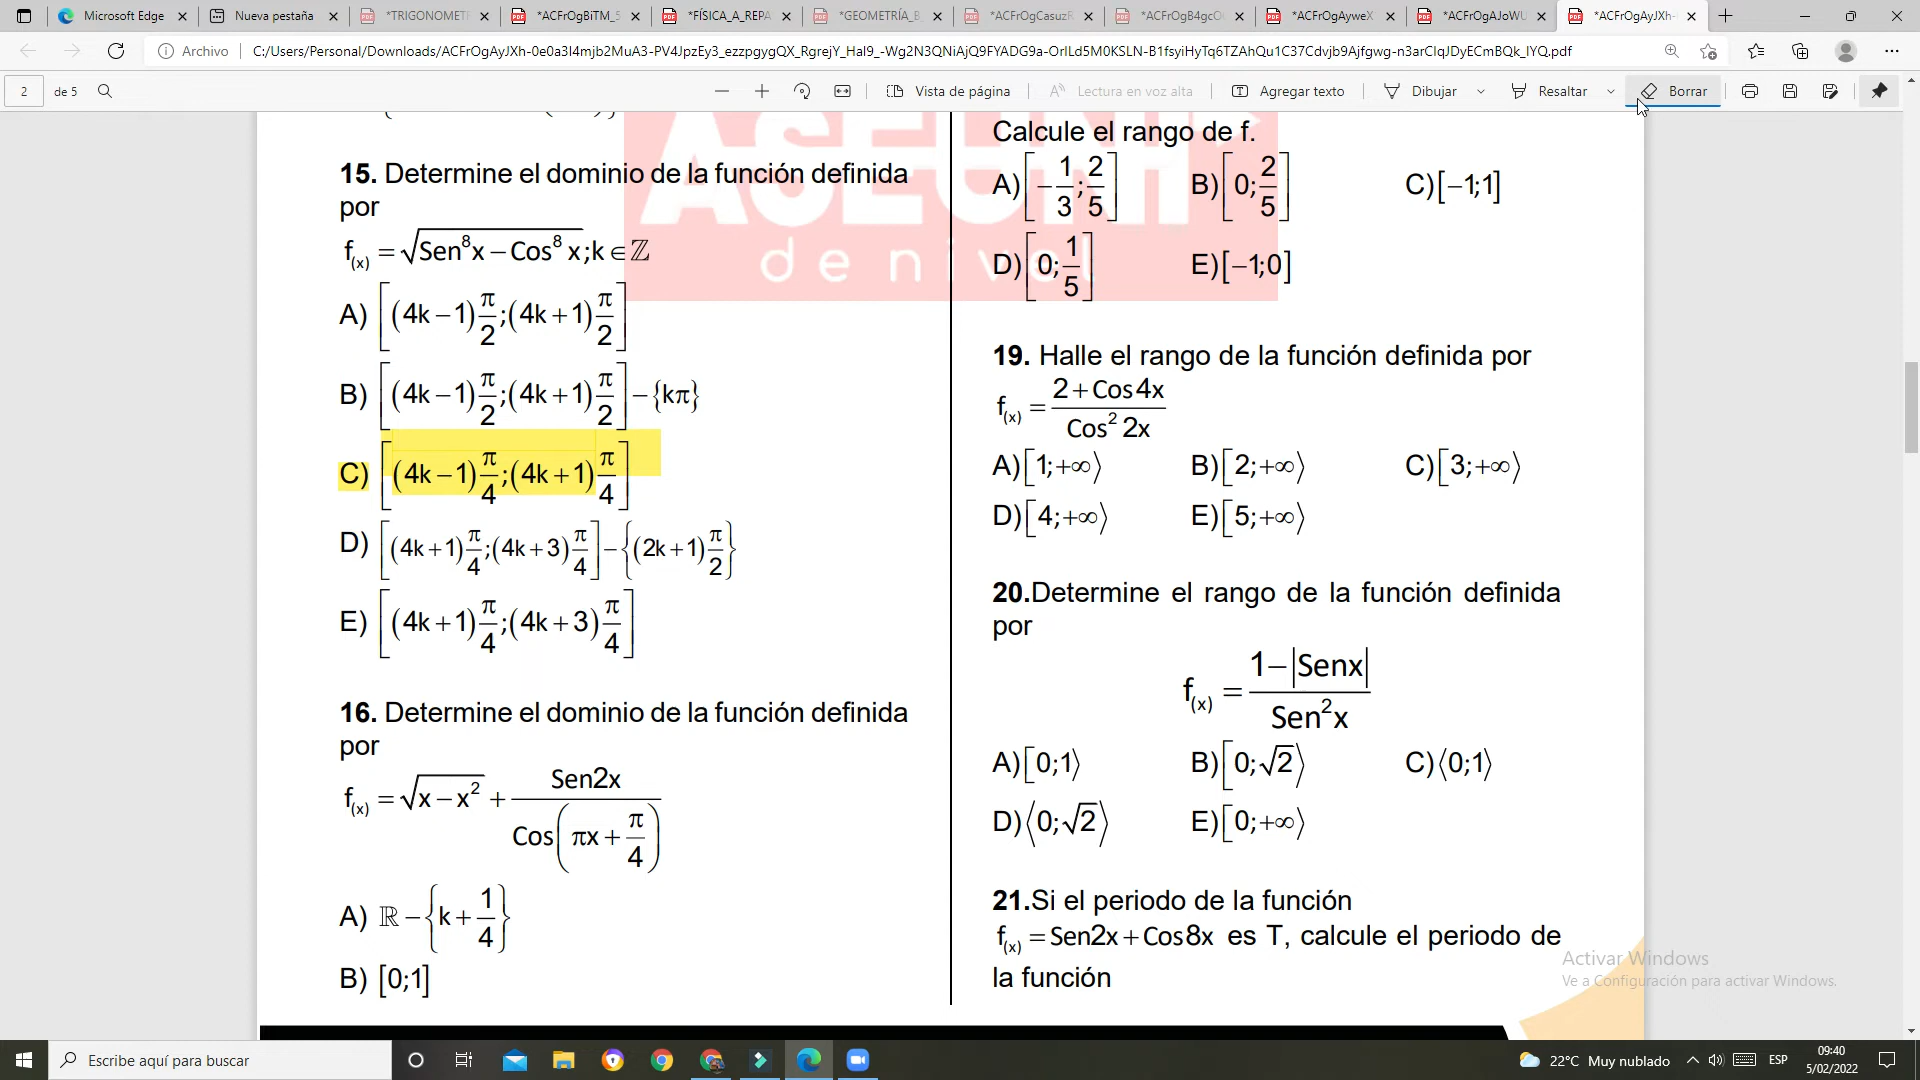 Microsoft Edge
Nueva pestaña
*TRIGONOMETR
*ACFrOgBiTM_5
*FÍSICA_A_REPA
*GEOMETRÍA_B_
*ACFrOgCasuzR
*ACFrOgB4gcO
*ACFrOgAyweX
*ACFrOgAJoWU
*ACFrOgAyJXh-
Archivo
C:/Users/Personal/Downloads/ACFrOgAyJXh-0e0a3I4mjb2MuA3-PV4JpzEy3_ezzpgygQX_RgrejY_Hal9_-Wg2N3QNiAjQ9FYADG9a-OrILd5M0KSLN-B1fsyiHyTq6TZAhQu1C37Cdvjb9Ajfgwg-n3arClqJDyECmBQk_IYQ.pdf
2 de 5
Vista de página
Lectura en voz alta
Agregar texto
Dibujar
Resaltar
Borrar
ASEUNI
de nivel
15. Determine el dominio de la función definida
por
f(x) = √(Sen⁸x − Cos⁸x); k ∈ ℤ
A) [(4k−1)π/2;(4k+1)π/2]
B) [(4k−1)π/2;(4k+1)π/2]−{kπ}
C) [(4k−1)π/4;(4k+1)π/4]
D) [(4k+1)π/4;(4k+3)π/4]−{(2k+1)π/2}
E) [(4k+1)π/4;(4k+3)π/4]
16. Determine el dominio de la función definida
por
f(x) = √(x−x²) + Sen2x/Cos(πx+π/4)
A) ℝ−{k+1/4}
B) [0;1]
Calcule el rango de f.
A)[−1/3;2/5] B)[0;2/5] C)[−1;1]
D)[0;1/5] E)[−1;0]
19. Halle el rango de la función definida por
f(x) = (2+Cos4x)/Cos²2x
A)[1;+∞⟩ B)[2;+∞⟩ C)[3;+∞⟩
D)[4;+∞⟩ E)[5;+∞⟩
20.Determine el rango de la función definida
por
f(x) = (1−|Senx|)/Sen²x
A)[0;1⟩ B)[0;√2⟩ C)⟨0;1⟩
D)⟨0;√2⟩ E)[0;+∞⟩
21.Si el periodo de la función
f(x) = Sen2x+Cos8x es T, calcule el periodo de
la función
Activar Windows
Ve a Configuración para activar Windows.
Escribe aquí para buscar
22°C Muy nublado
ESP
09:40
5/02/2022